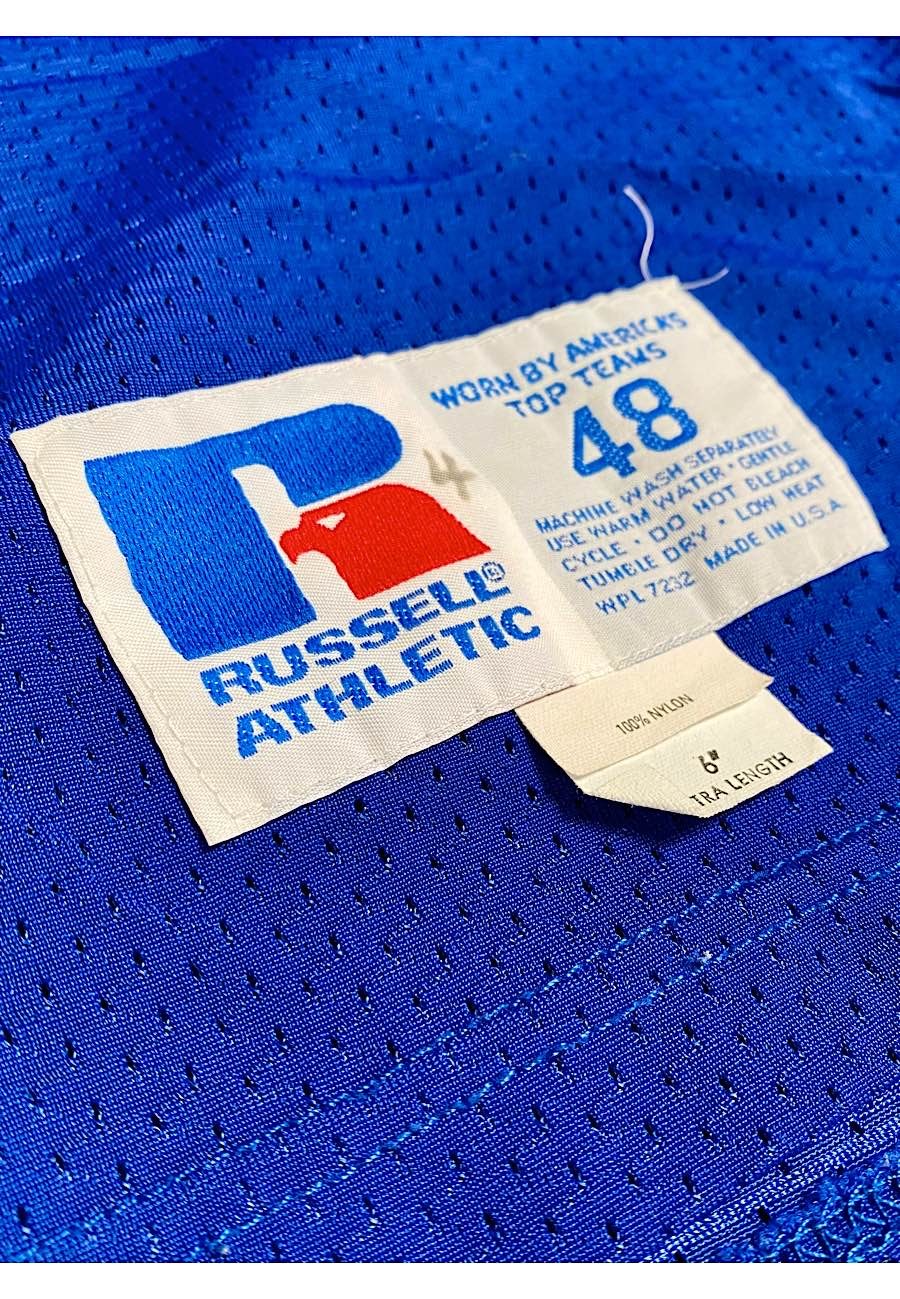 RUSSELL®
ATHLETIC
WORN BY AMERICA'S
TOP TEAMS
48
MACHINE WASH SEPARATELY
USE WARM WATER • GENTLE
CYCLE • DO NOT BLEACH
TUMBLE DRY • LOW HEAT
WPL 7232 MADE IN U.S.A.
100% NYLON
6"
TRA LENGTH